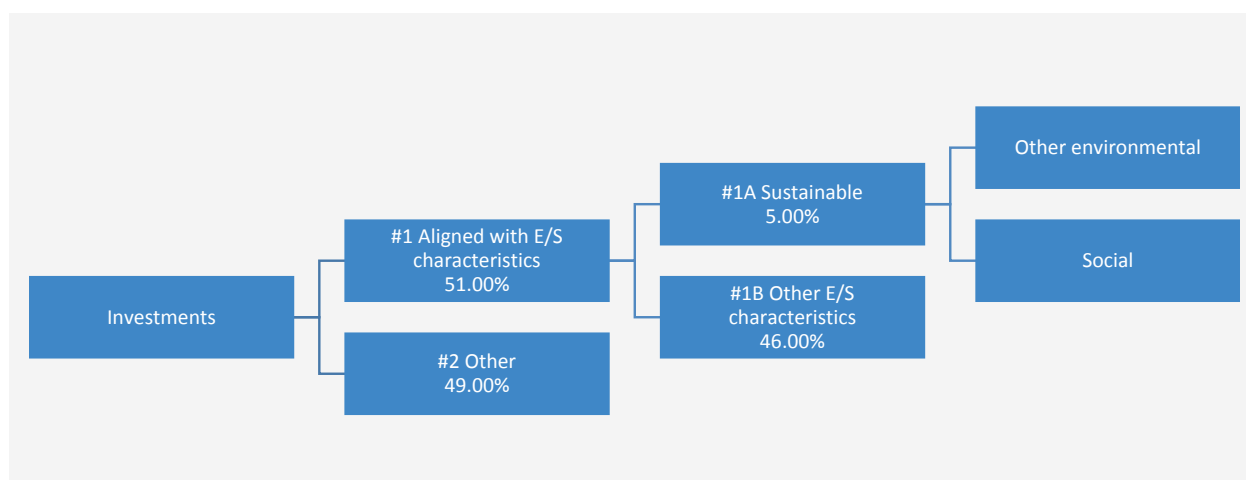 Investments
#1 Aligned with E/S
characteristics
51.00%
#2 Other
49.00%
#1A Sustainable
5.00%
#1B Other E/S
characteristics
46.00%
Other environmental
Social